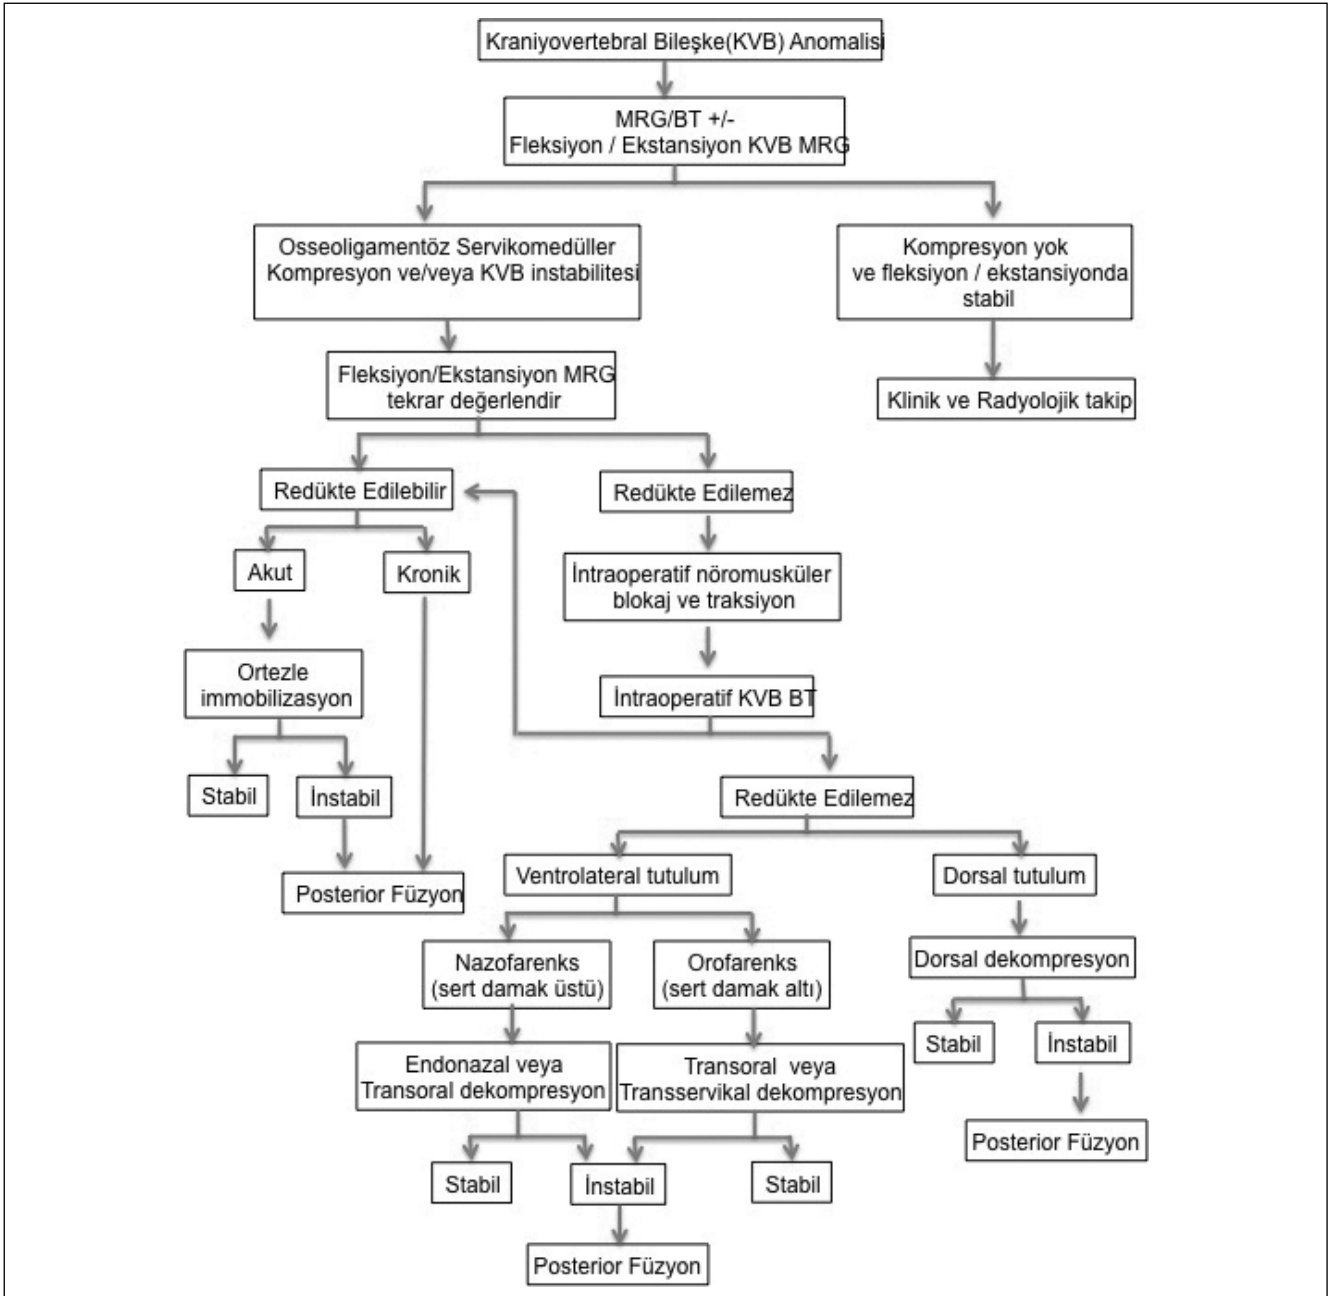 Kraniyovertebral Bileşke(KVB) Anomalisi
MRG/BT +/-
Fleksiyon / Ekstansiyon KVB MRG
Osseoligamentöz Servikomedüller
Kompresyon ve/veya KVB instabilitesi
Kompresyon yok
ve fleksiyon / ekstansiyonda
stabil
Fleksiyon/Ekstansiyon MRG
tekrar değerlendir
Klinik ve Radyolojik takip
Redükte Edilebilir
Redükte Edilemez
Akut
Kronik
İntraoperatif nöromusküler
blokaj ve traksiyon
Ortezle
immobilizasyon
İntraoperatif KVB BT
Stabil
İnstabil
Redükte Edilemez
Posterior Füzyon
Ventrolateral tutulum
Dorsal tutulum
Nazofarenks
(sert damak üstü)
Orofarenks
(sert damak altı)
Dorsal dekompresyon
Stabil
İnstabil
Endonazal veya
Transoral dekompresyon
Transoral veya
Transservikal dekompresyon
Posterior Füzyon
Stabil
İnstabil
Stabil
Posterior Füzyon